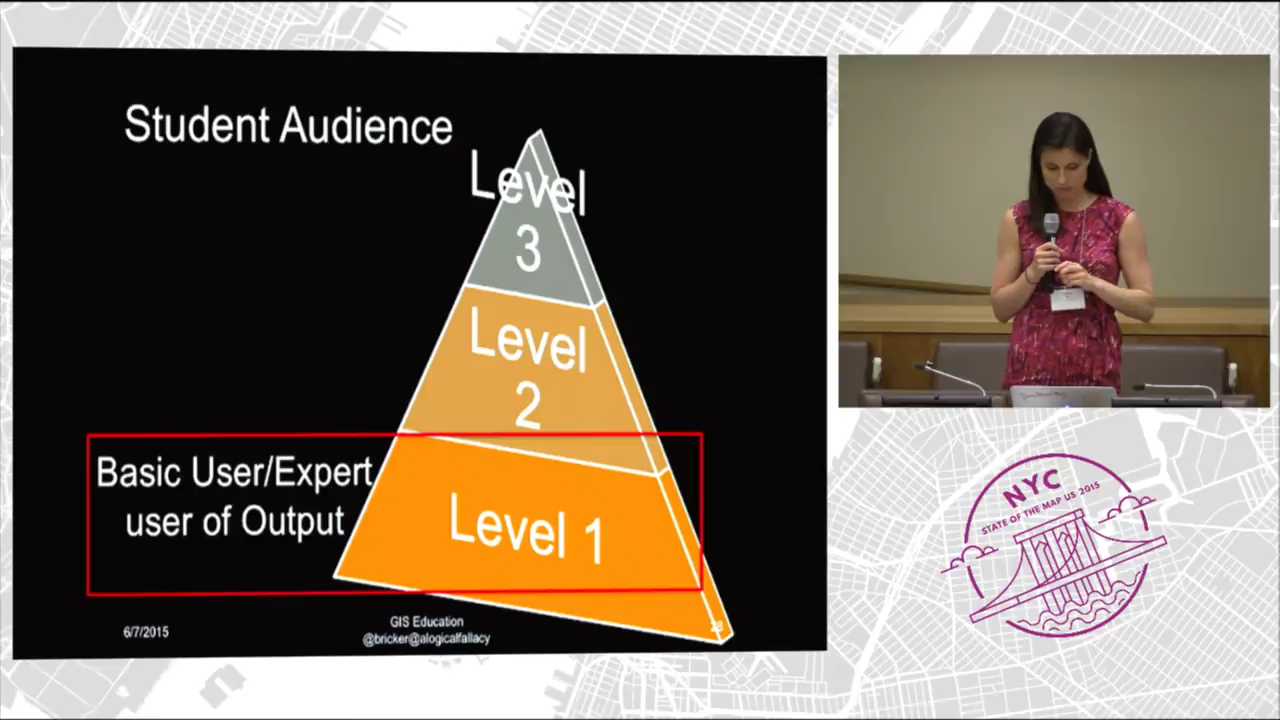 Student Audience
Level
3
Level
2
Basic User/Expert
user of Output
Level 1
6/7/2015
GIS Education
@bricker@alogicalfallacy
NYC
STATE OF THE MAP US 2015